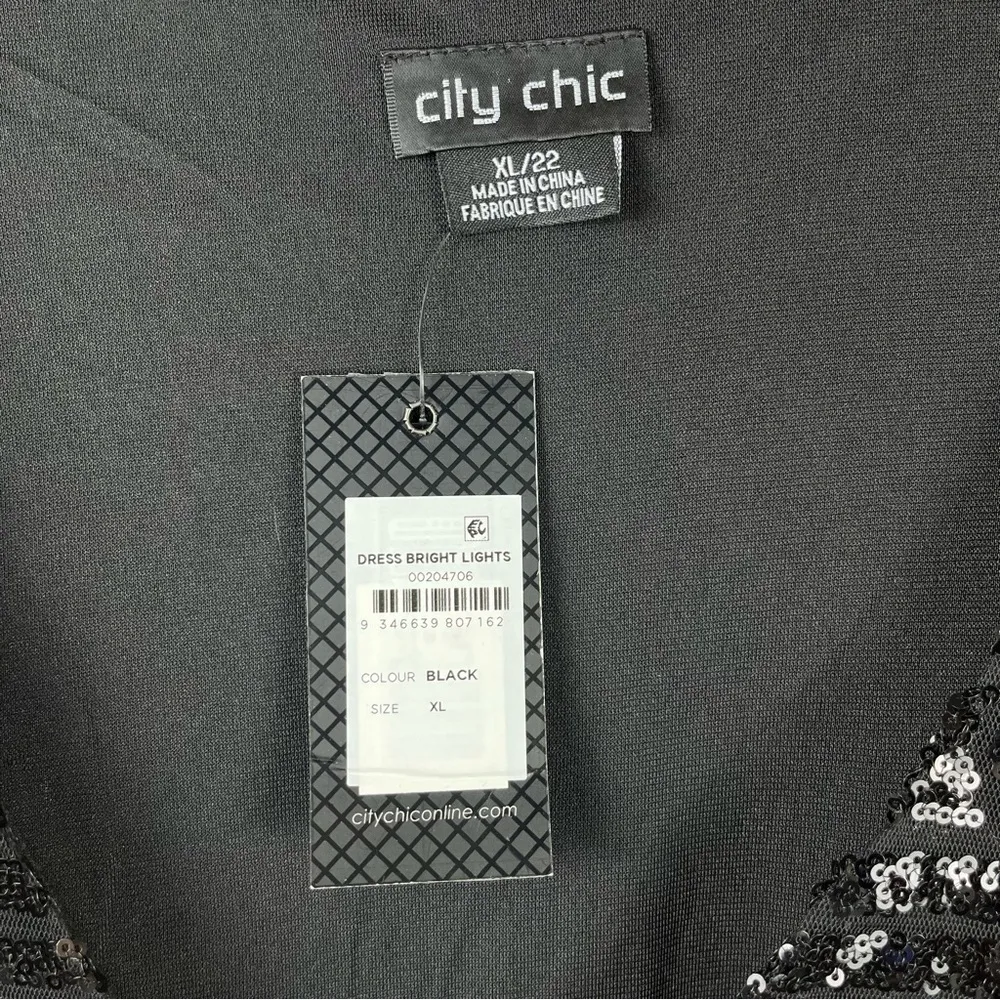 city chic
XL/22
MADE IN CHINA
FABRIQUE EN CHINE
DRESS BRIGHT LIGHTS
00204706
9 346639 807162
COLOUR BLACK
SIZE XL
citychiconline.com